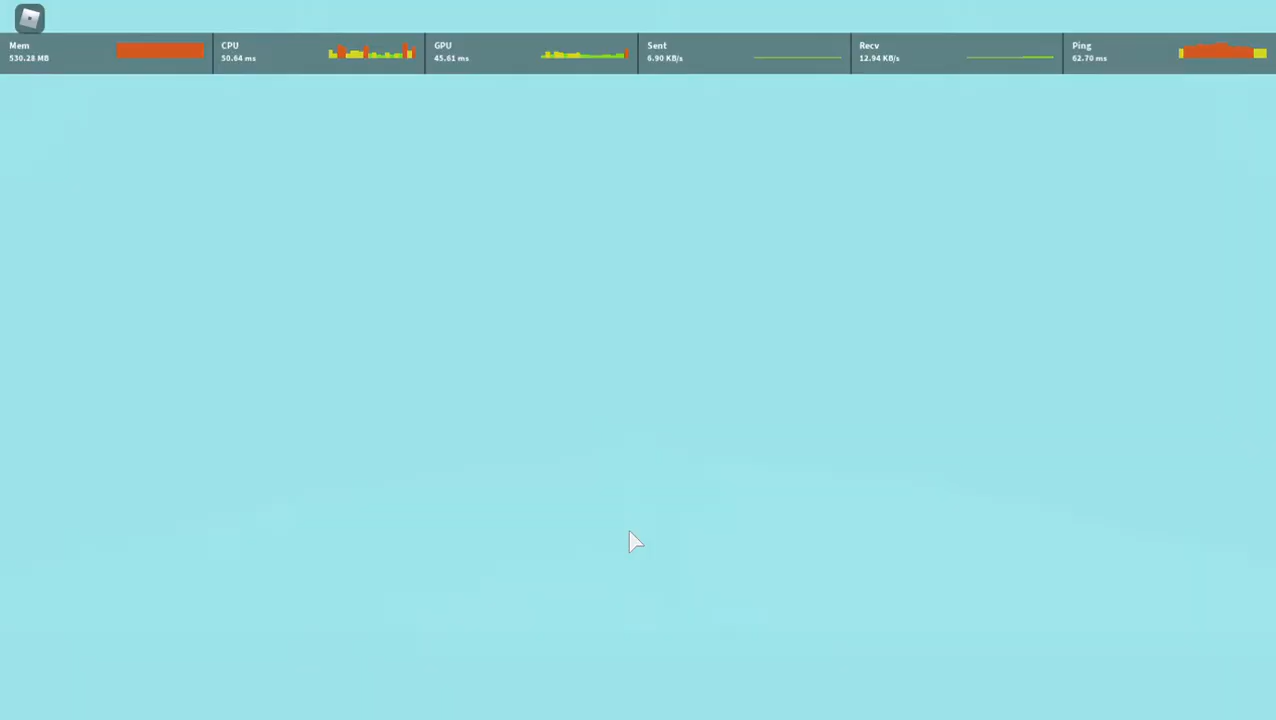 Mem
530.28 MB
CPU
50.64 ms
GPU
45.61 ms
Sent
6.90 KB/s
Recv
12.94 KB/s
Ping
62.70 ms